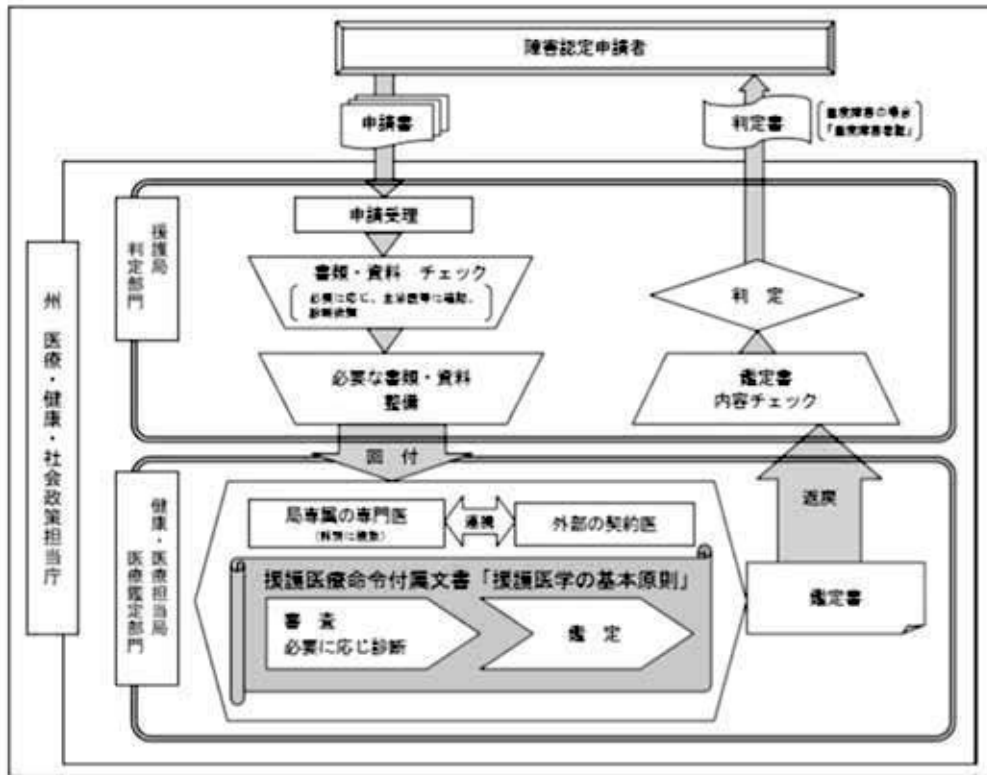 障害認定申請者
申請書
判定書
重度障害の場合
「重度障害者証」
援護局
判定部門
申請受理
書類・資料 チェック
必要に応じ、主治医等に補助、
診断依頼
必要な書類・資料
整備
判 定
鑑定書
内容チェック
州 医療・健康・社会政策担当庁
回 付
返戻
健康・医療担当局
医療鑑定部門
局専属の専門医
連携
外部の契約医
援護医療命令付属文書「援護医学の基本原則」
審 査
必要に応じ診断
鑑 定
鑑定書